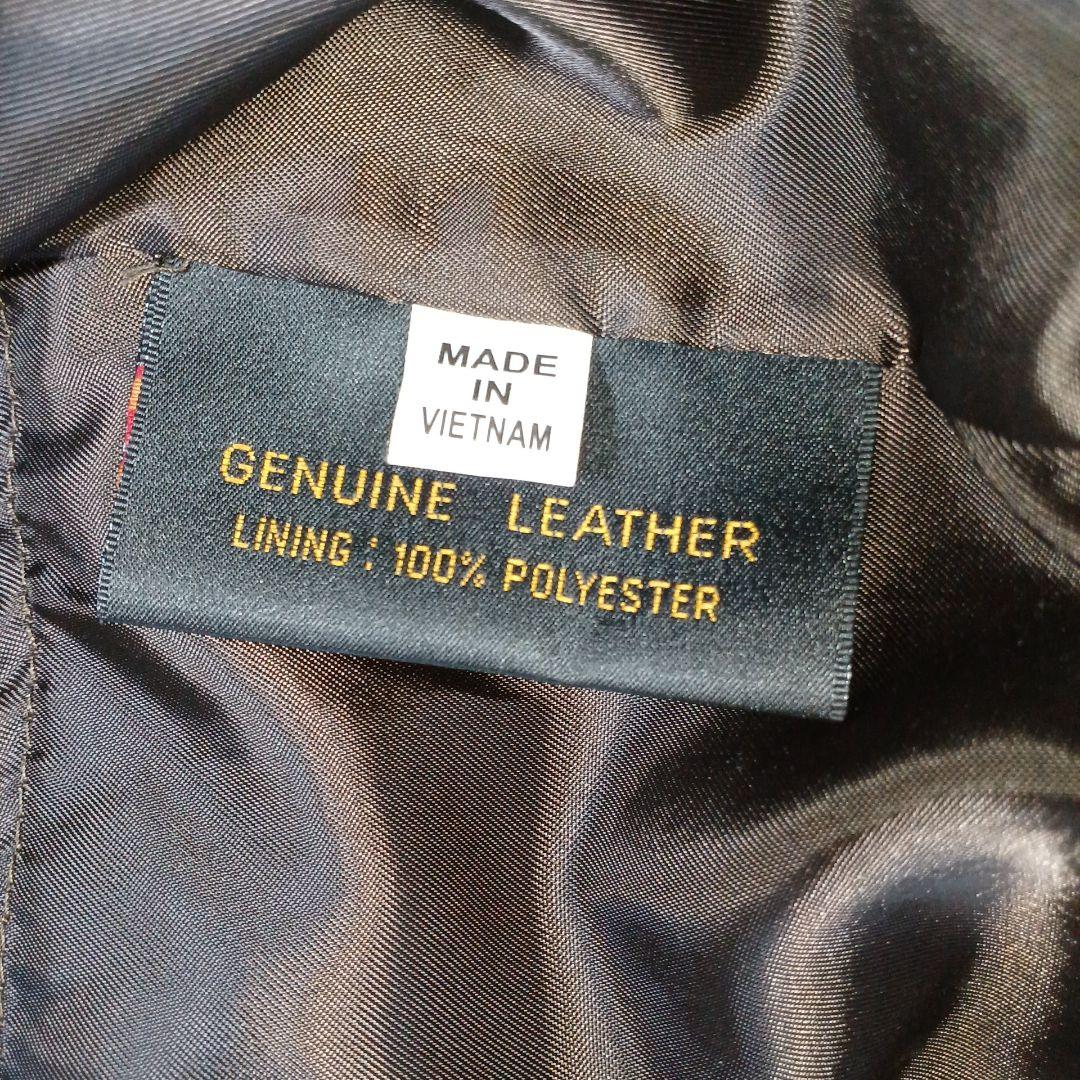 MADE
IN
VIETNAM
GENUINE LEATHER
LINING : 100% POLYESTER